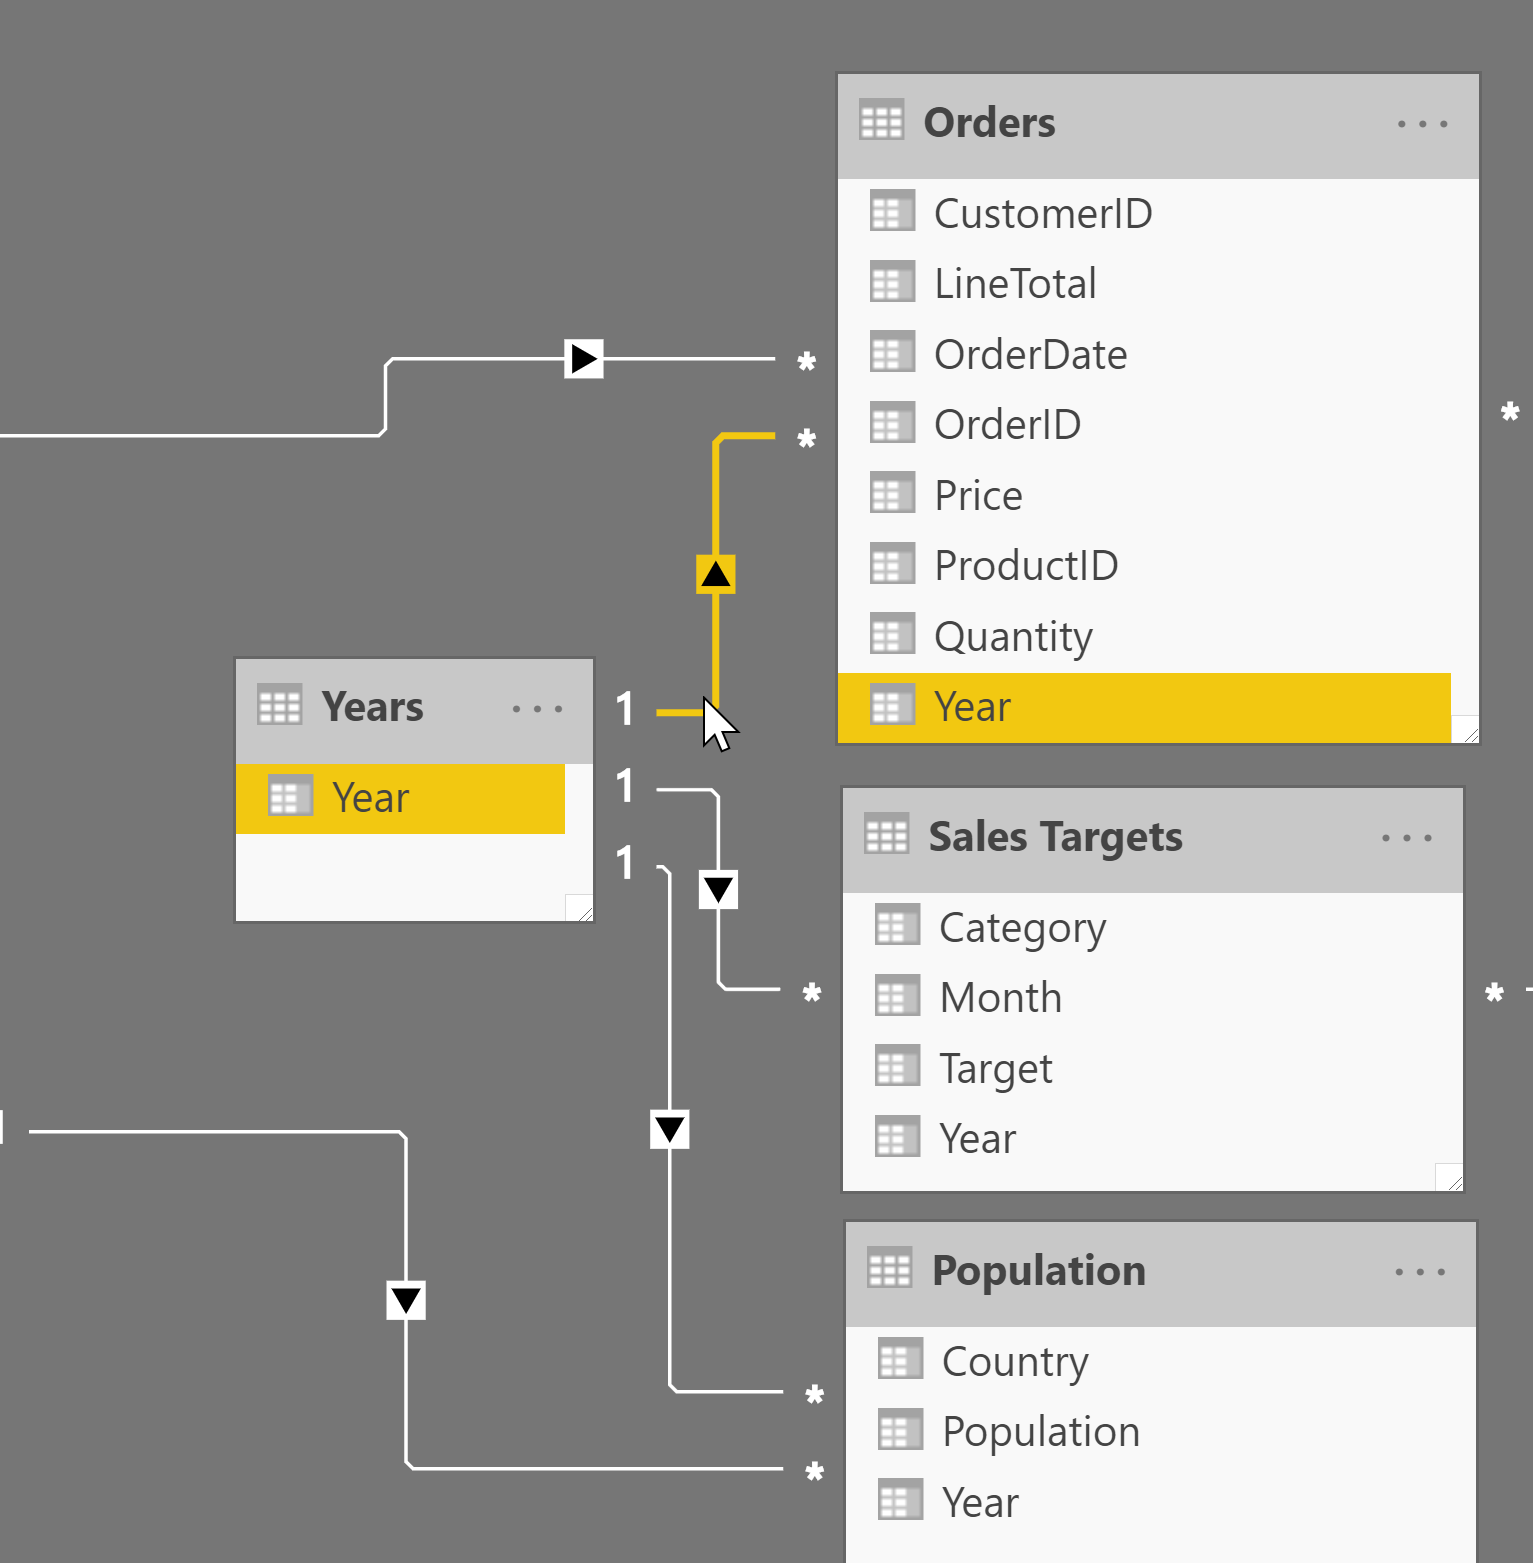 Orders
CustomerID
LineTotal
OrderDate
*
OrderID
*
*
Price
ProductID
Quantity
Year
Years
1
Year
1
1
Sales Targets
Category
Month
*
*
Target
Year
Population
Country
*
Population
*
Year